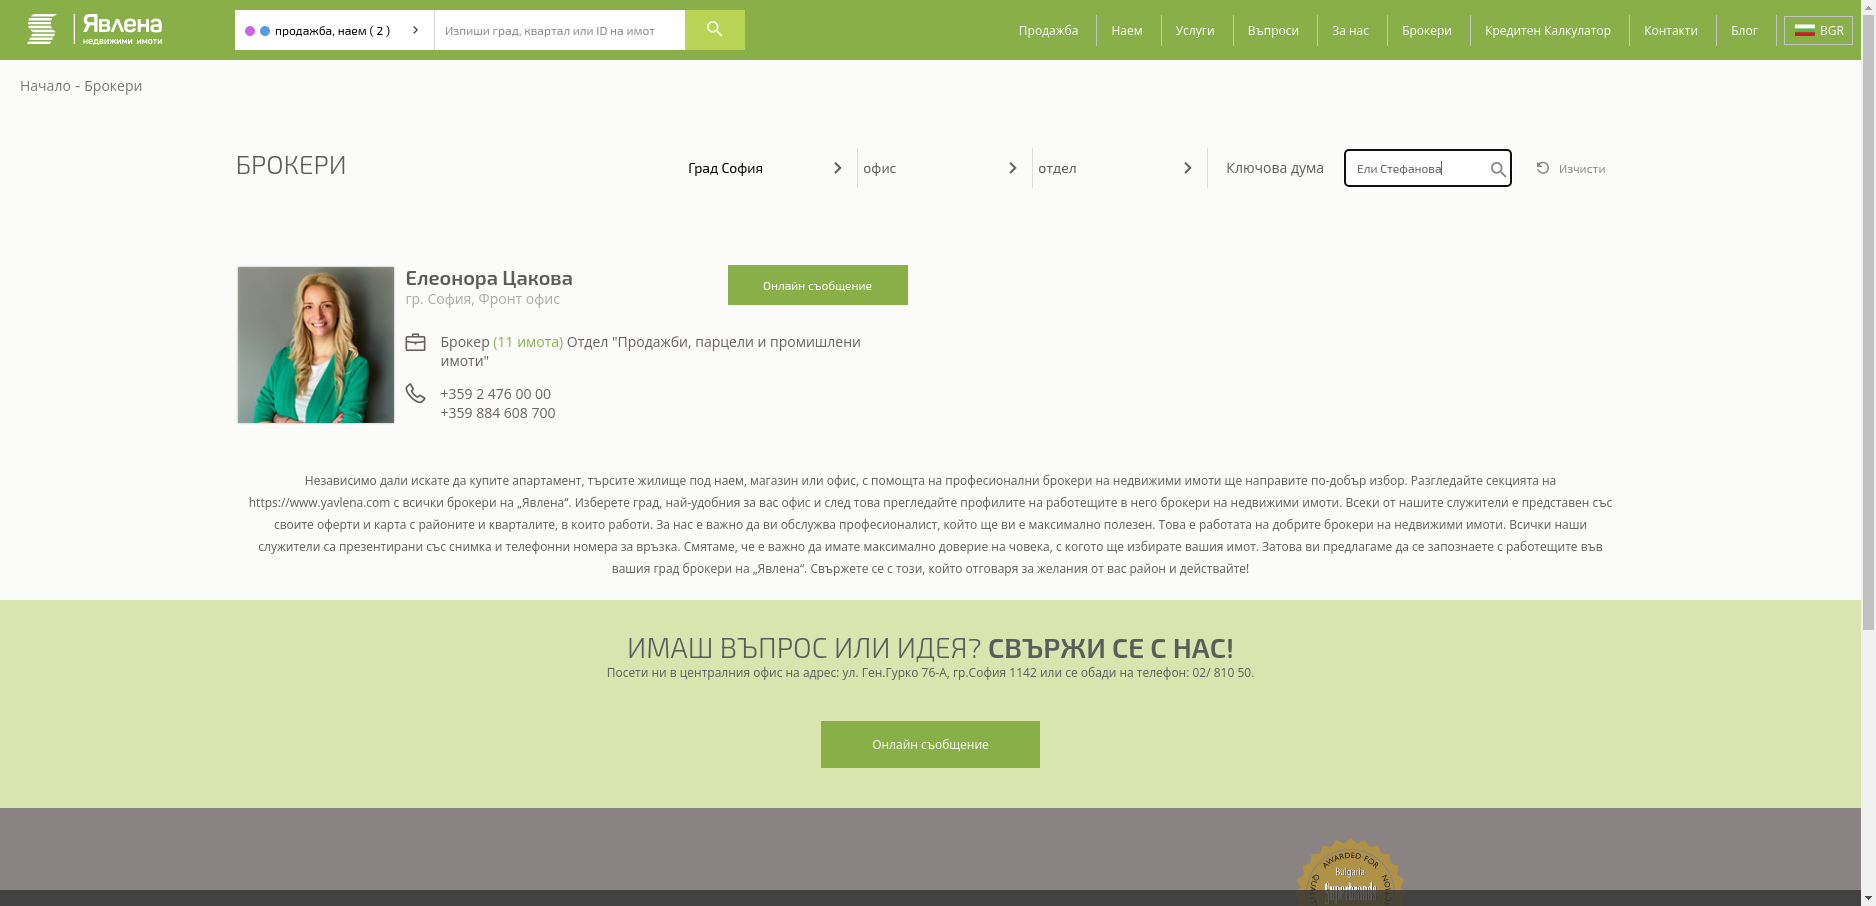 Явлена
недвижими имоти
продажба, наем ( 2 )
Изпиши град, квартал или ID на имот
Продажба
Наем
Услуги
Въпроси
За нас
Брокери
Кредитен Калкулатор
Контакти
Блог
BGR
Начало - Брокери
БРОКЕРИ
Град София
офис
отдел
Ключова дума
Ели Стефанова
Изчисти
Елеонора Цакова
гр. София, Фронт офис
Онлайн съобщение
Брокер (11 имота) Отдел "Продажби, парцели и промишлени
имоти"
+359 2 476 00 00
+359 884 608 700
Независимо дали искате да купите апартамент, търсите жилище под наем, магазин или офис, с помощта на професионални брокери на недвижими имоти ще направите по-добър избор. Разгледайте секцията на
https://www.yavlena.com с всички брокери на „Явлена“. Изберете град, най-удобния за вас офис и след това прегледайте профилите на работещите в него брокери на недвижими имоти. Всеки от нашите служители е представен със
своите оферти и карта с районите и кварталите, в които работи. За нас е важно да ви обслужва професионалист, който ще ви е максимално полезен. Това е работата на добрите брокери на недвижими имоти. Всички наши
служители са презентирани със снимка и телефонни номера за връзка. Смятаме, че е важно да имате максимално доверие на човека, с когото ще избирате вашия имот. Затова ви предлагаме да се запознаете с работещите във
вашия град брокери на „Явлена“. Свържете се с този, който отговаря за желания от вас район и действайте!
ИМАШ ВЪПРОС ИЛИ ИДЕЯ? СВЪРЖИ СЕ С НАС!
Посети ни в централния офис на адрес: ул. Ген.Гурко 76-А, гр.София 1142 или се обади на телефон: 02/ 810 50.
Онлайн съобщение
AWARDED FOR
Bulgaria